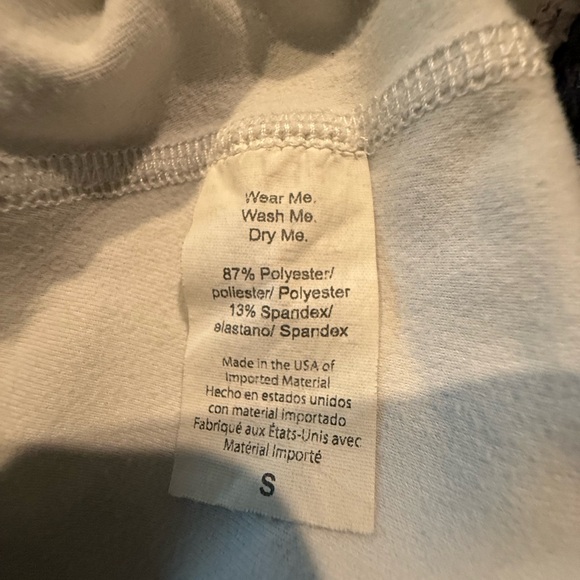 Wear Me.
Wash Me.
Dry Me.
87% Polyester/
poliester/ Polyester
13% Spandex/
elastano/ Spandex
Made in the USA of
Imported Material
Hecho en estados unidos
con material importado
Fabriqué aux États-Unis avec
Matérial Importé
S